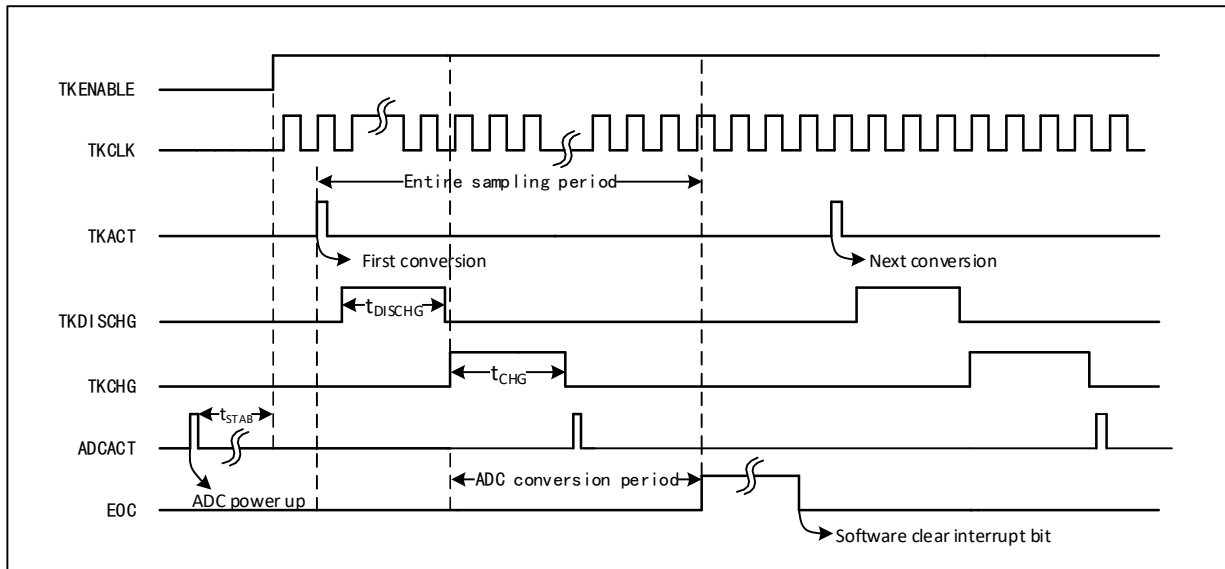 TKENABLE
TKCLK
Entire sampling period
TKACT
First conversion
Next conversion
TKDISCHG
tDISCHG
TKCHG
tCHG
tSTAB
ADCACT
ADC power up
ADC conversion period
EOC
Software clear interrupt bit